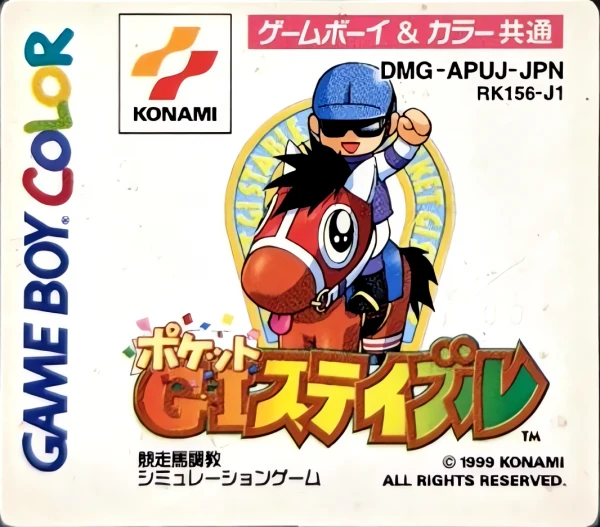 GAME BOY COLOR
KONAMI
ゲームボーイ & カラー共通
DMG-APUJ-JPN
RK156-J1
ポケット
GIステイブル
TM
競走馬調教
シミュレーションゲーム
© 1999 KONAMI
ALL RIGHTS RESERVED.